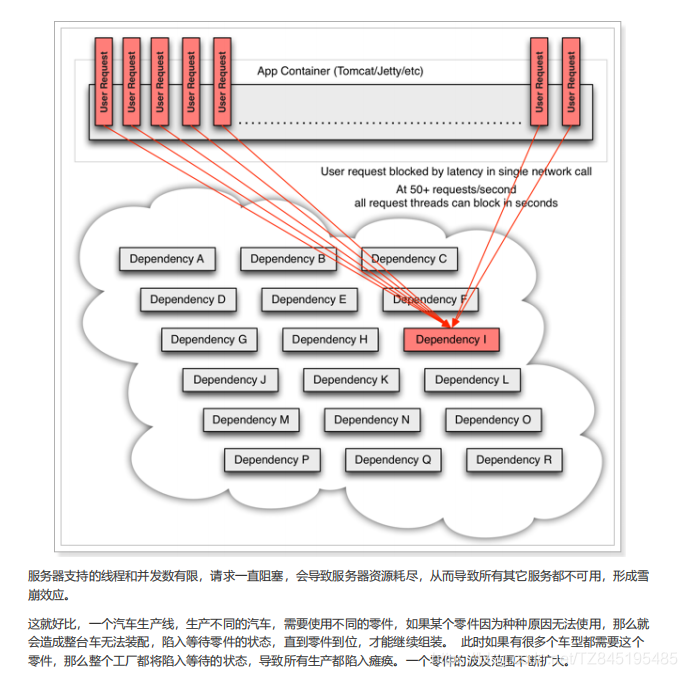 User Request
User Request
User Request
User Request
User Request
User Request
User Request
App Container (Tomcat/Jetty/etc)
User request blocked by latency in single network call
At 50+ requests/second
all request threads can block in seconds
Dependency A
Dependency B
Dependency C
Dependency D
Dependency E
Dependency F
Dependency G
Dependency H
Dependency I
Dependency J
Dependency K
Dependency L
Dependency M
Dependency N
Dependency O
Dependency P
Dependency Q
Dependency R
服务器支持的线程和并发数有限，请求一直阻塞，会导致服务器资源耗尽，从而导致所有其它服务都不可用，形成雪
崩效应。
这就好比，一个汽车生产线，生产不同的汽车，需要使用不同的零件，如果某个零件因为种种原因无法使用，那么就
会造成整台车无法装配，陷入等待零件的状态，直到零件到位，才能继续组装。 此时如果有很多个车型都需要这个
零件，那么整个工厂都将陷入等待的状态，导致所有生产都陷入瘫痪。一个零件的波及范围不断扩大。
TZ845195485